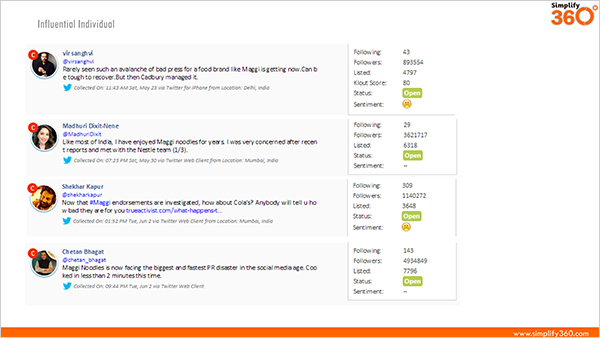 Influential Individual
Simplify
360°
virsanghvi
@virsanghvi
Rarely seen such an avalanche of bad press for a food brand like Maggi is getting now.Can b
e tough to recover.But then Cadbury managed it.
Collected On: 11:43 AM Sat, May 23 via Twitter for iPhone from Location: Delhi, India
Following: 43
Followers: 893554
Listed: 4797
Klout Score: 80
Status: Open
Sentiment:
Madhuri Dixit-Nene
@MadhuriDixit
Like most of India, I have enjoyed Maggi noodles for years. I was very concerned after recen
t reports and met with the Nestle team (1/3).
Collected On: 07:25 PM Sat, May 30 via Twitter Web Client from Location: Mumbai, India
Following: 29
Followers: 3621717
Listed: 6318
Status: Open
Sentiment: --
Shekhar Kapur
@shekharkapur
Now that #Maggi endorsements are investigated, how about Cola's? Anybody will tell u ho
w bad they are for you trueactivist.com/what-happens-t...
Collected On: 01:52 PM Tue, Jun 2 via Twitter Web Client from Location: Mumbai, India
Following: 309
Followers: 1140272
Listed: 3648
Status: Open
Sentiment:
Chetan Bhagat
@chetan_bhagat
Maggi Noodles is now facing the biggest and fastest PR disaster in the social media age. Coo
ked in less than 2 minutes this time.
Collected On: 09:44 PM Tue, Jun 2 via Twitter Web Client
Following: 143
Followers: 4934849
Listed: 7796
Status: Open
Sentiment: --
www.simplify360.com